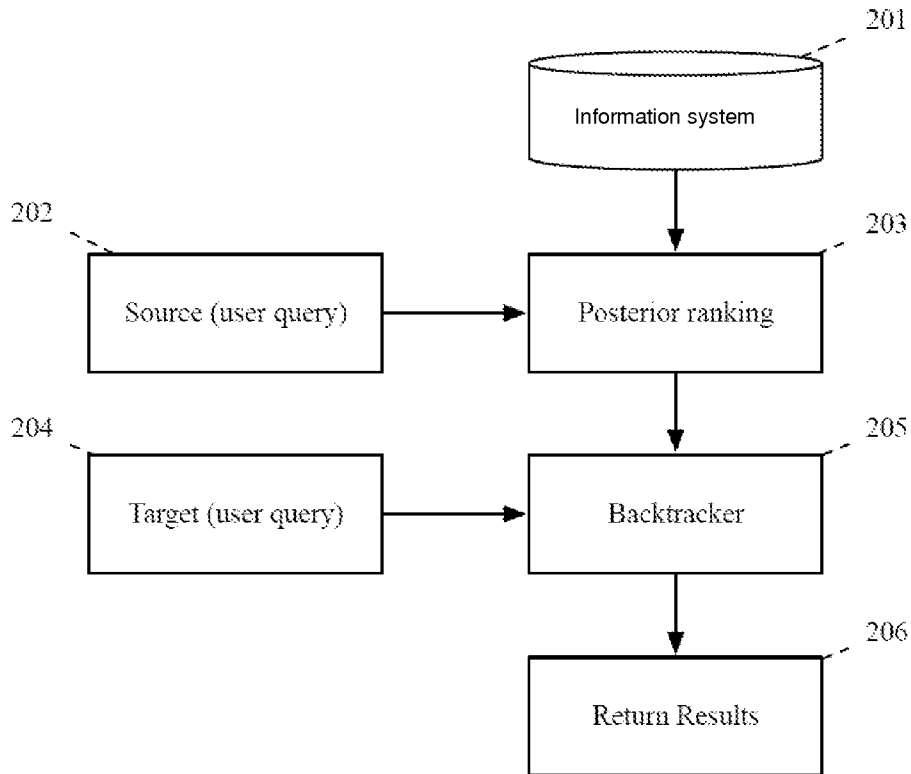 201
Information system
202
203
Source (user query)
Posterior ranking
204
205
Target (user query)
Backtracker
206
Return Results